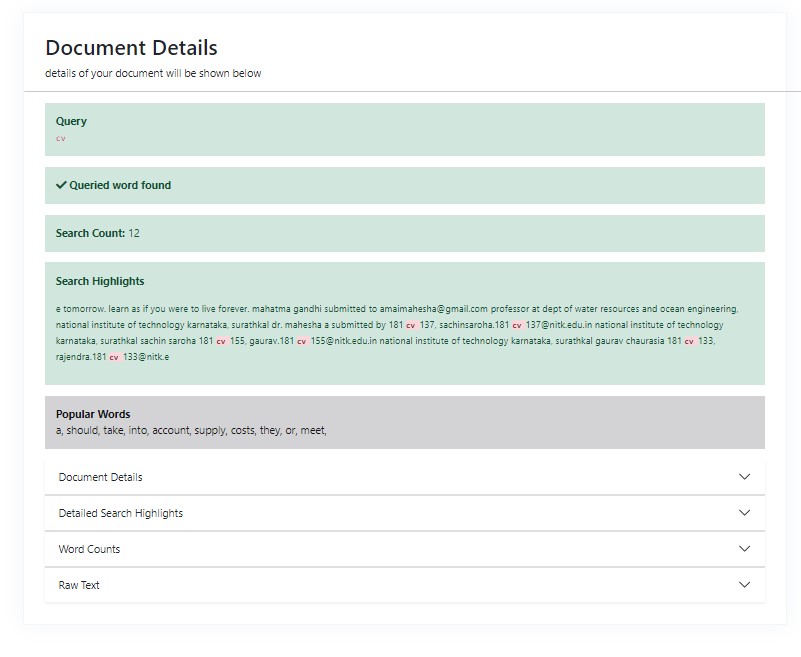 Document Details
details of your document will be shown below
Query
cv
Queried word found
Search Count: 12
Search Highlights
e tomorrow. learn as if you were to live forever. mahatma gandhi submitted to amaimahesha@gmail.com professor at dept of water resources and ocean engineering,
national institute of technology karnataka, surathkal dr. mahesha a submitted by 181 cv 137, sachinsaroha.181 cv 137@nitk.edu.in national institute of technology
karnataka, surathkal sachin saroha 181 cv 155, gaurav.181 cv 155@nitk.edu.in national institute of technology karnataka, surathkal gaurav chaurasia 181 cv 133,
rajendra.181 cv 133@nitk.e
Popular Words
a, should, take, into, account, supply, costs, they, or, meet,
Document Details
Detailed Search Highlights
Word Counts
Raw Text